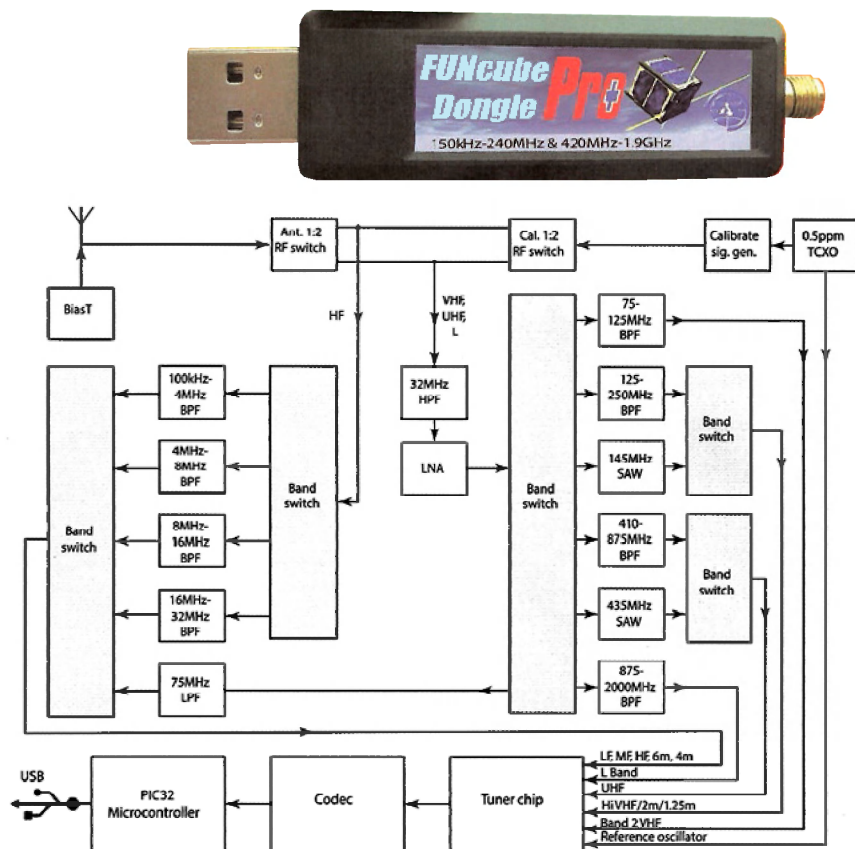 FUNcube
Dongle
Pro+
150kHz-240MHz & 420MHz-1.9GHz
Ant. 1:2
RF switch
Cal. 1:2
RF switch
Calibrate
sig. gen.
0.5ppm
TCXO
BiasT
HF
VHF,
UHF,
L
75-
125MHz
BPF
100kHz-
4MHz
BPF
32MHz
HPF
125-
250MHz
BPF
Band
switch
4MHz-
8MHz
BPF
LNA
145MHz
SAW
Band
switch
Band
switch
Band
switch
8MHz-
16MHz
BPF
410-
875MHz
BPF
Band
switch
16MHz-
32MHz
BPF
435MHz
SAW
75MHz
LPF
875-
2000MHz
BPF
LF, MF, HF, 6m, 4m
L Band
UHF
HiVHF/2m/1.25m
Band 2VHF
Reference oscillator
USB
PIC32
Microcontroller
Codec
Tuner chip